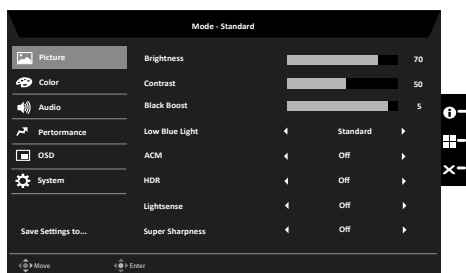 Mode - Standard
Picture
Color
Audio
Pertormance
OSD
System
Save Settings to...
Brightness 70
Contrast 50
Black Boost 5
Low Blue Light Standard
ACM Off
HDR Off
Lightsense Off
Super Sharpness Off
Move Enter